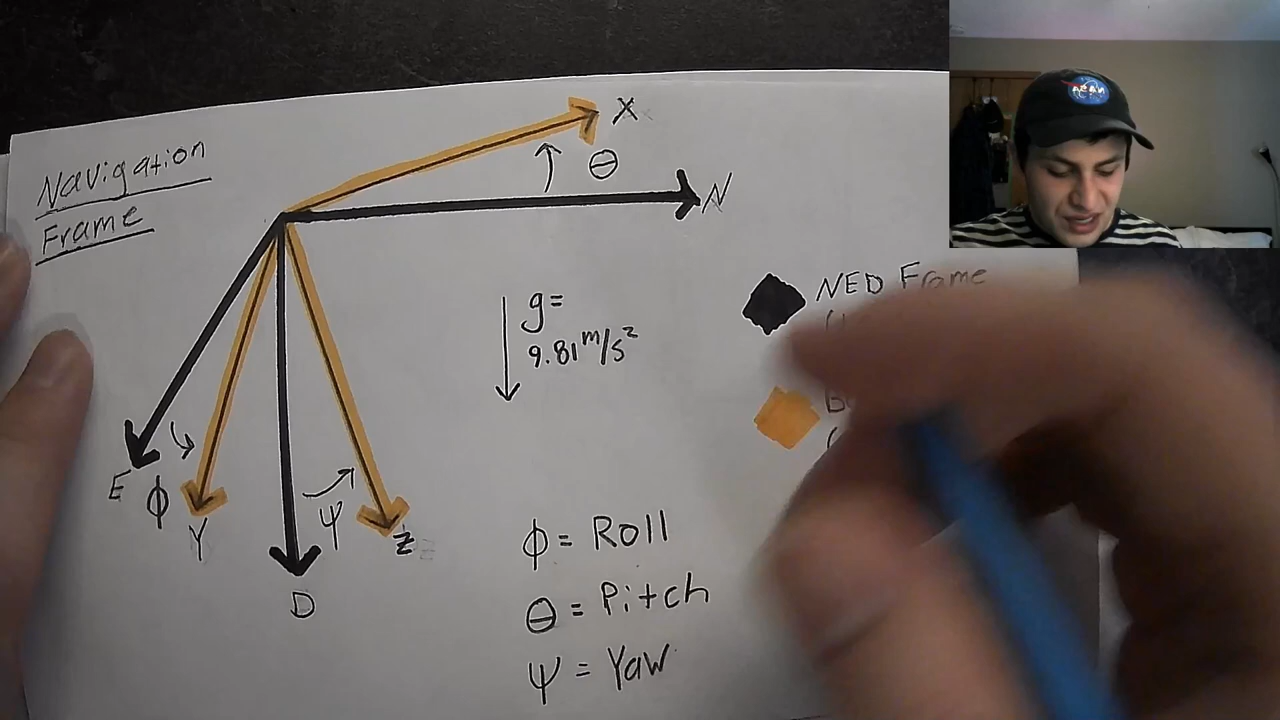 Navigation
Frame
X
θ
N
g=
9.81 m/s²
NED Frame
E
ϕ
Y
ψ
Z
D
ϕ = Roll
θ = Pitch
ψ = Yaw